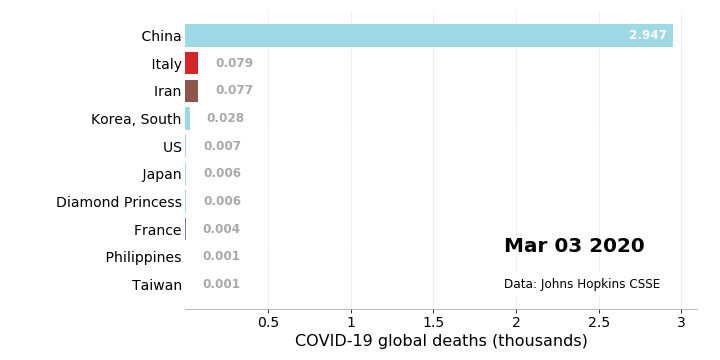 China 2.947
Italy 0.079
Iran 0.077
Korea, South 0.028
US 0.007
Japan 0.006
Diamond Princess 0.006
France 0.004
Philippines 0.001
Taiwan 0.001
Mar 03 2020
Data: Johns Hopkins CSSE
0.5 1 1.5 2 2.5 3
COVID-19 global deaths (thousands)